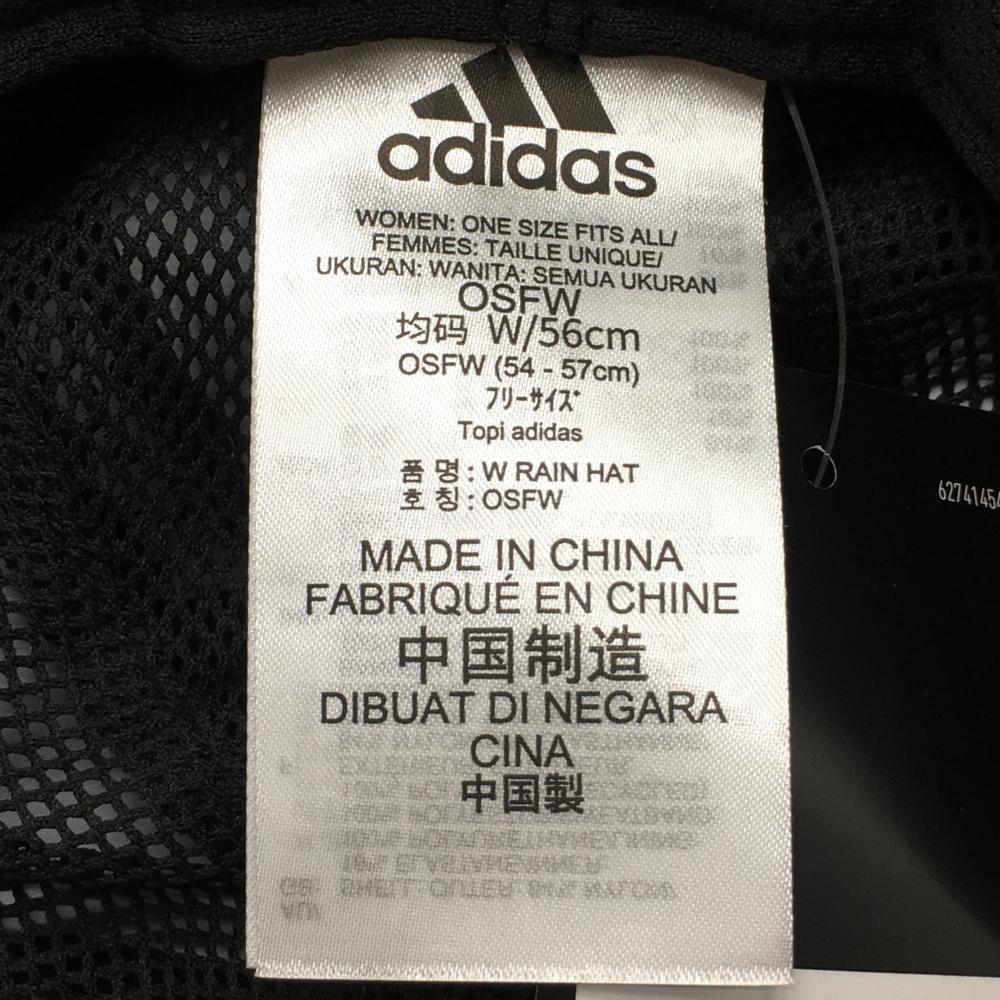 adidas
WOMEN: ONE SIZE FITS ALL/
FEMMES: TAILLE UNIQUE/
UKURAN: WANITA: SEMUA UKURAN
OSFW
均码 W/56cm
OSFW (54 - 57cm)
ﾌﾘｰｻｲｽﾞ
Topi adidas
품 명 : W RAIN HAT
호 칭 : OSFW
MADE IN CHINA
FABRIQUÉ EN CHINE
中国制造
DIBUAT DI NEGARA
CINA
中国製